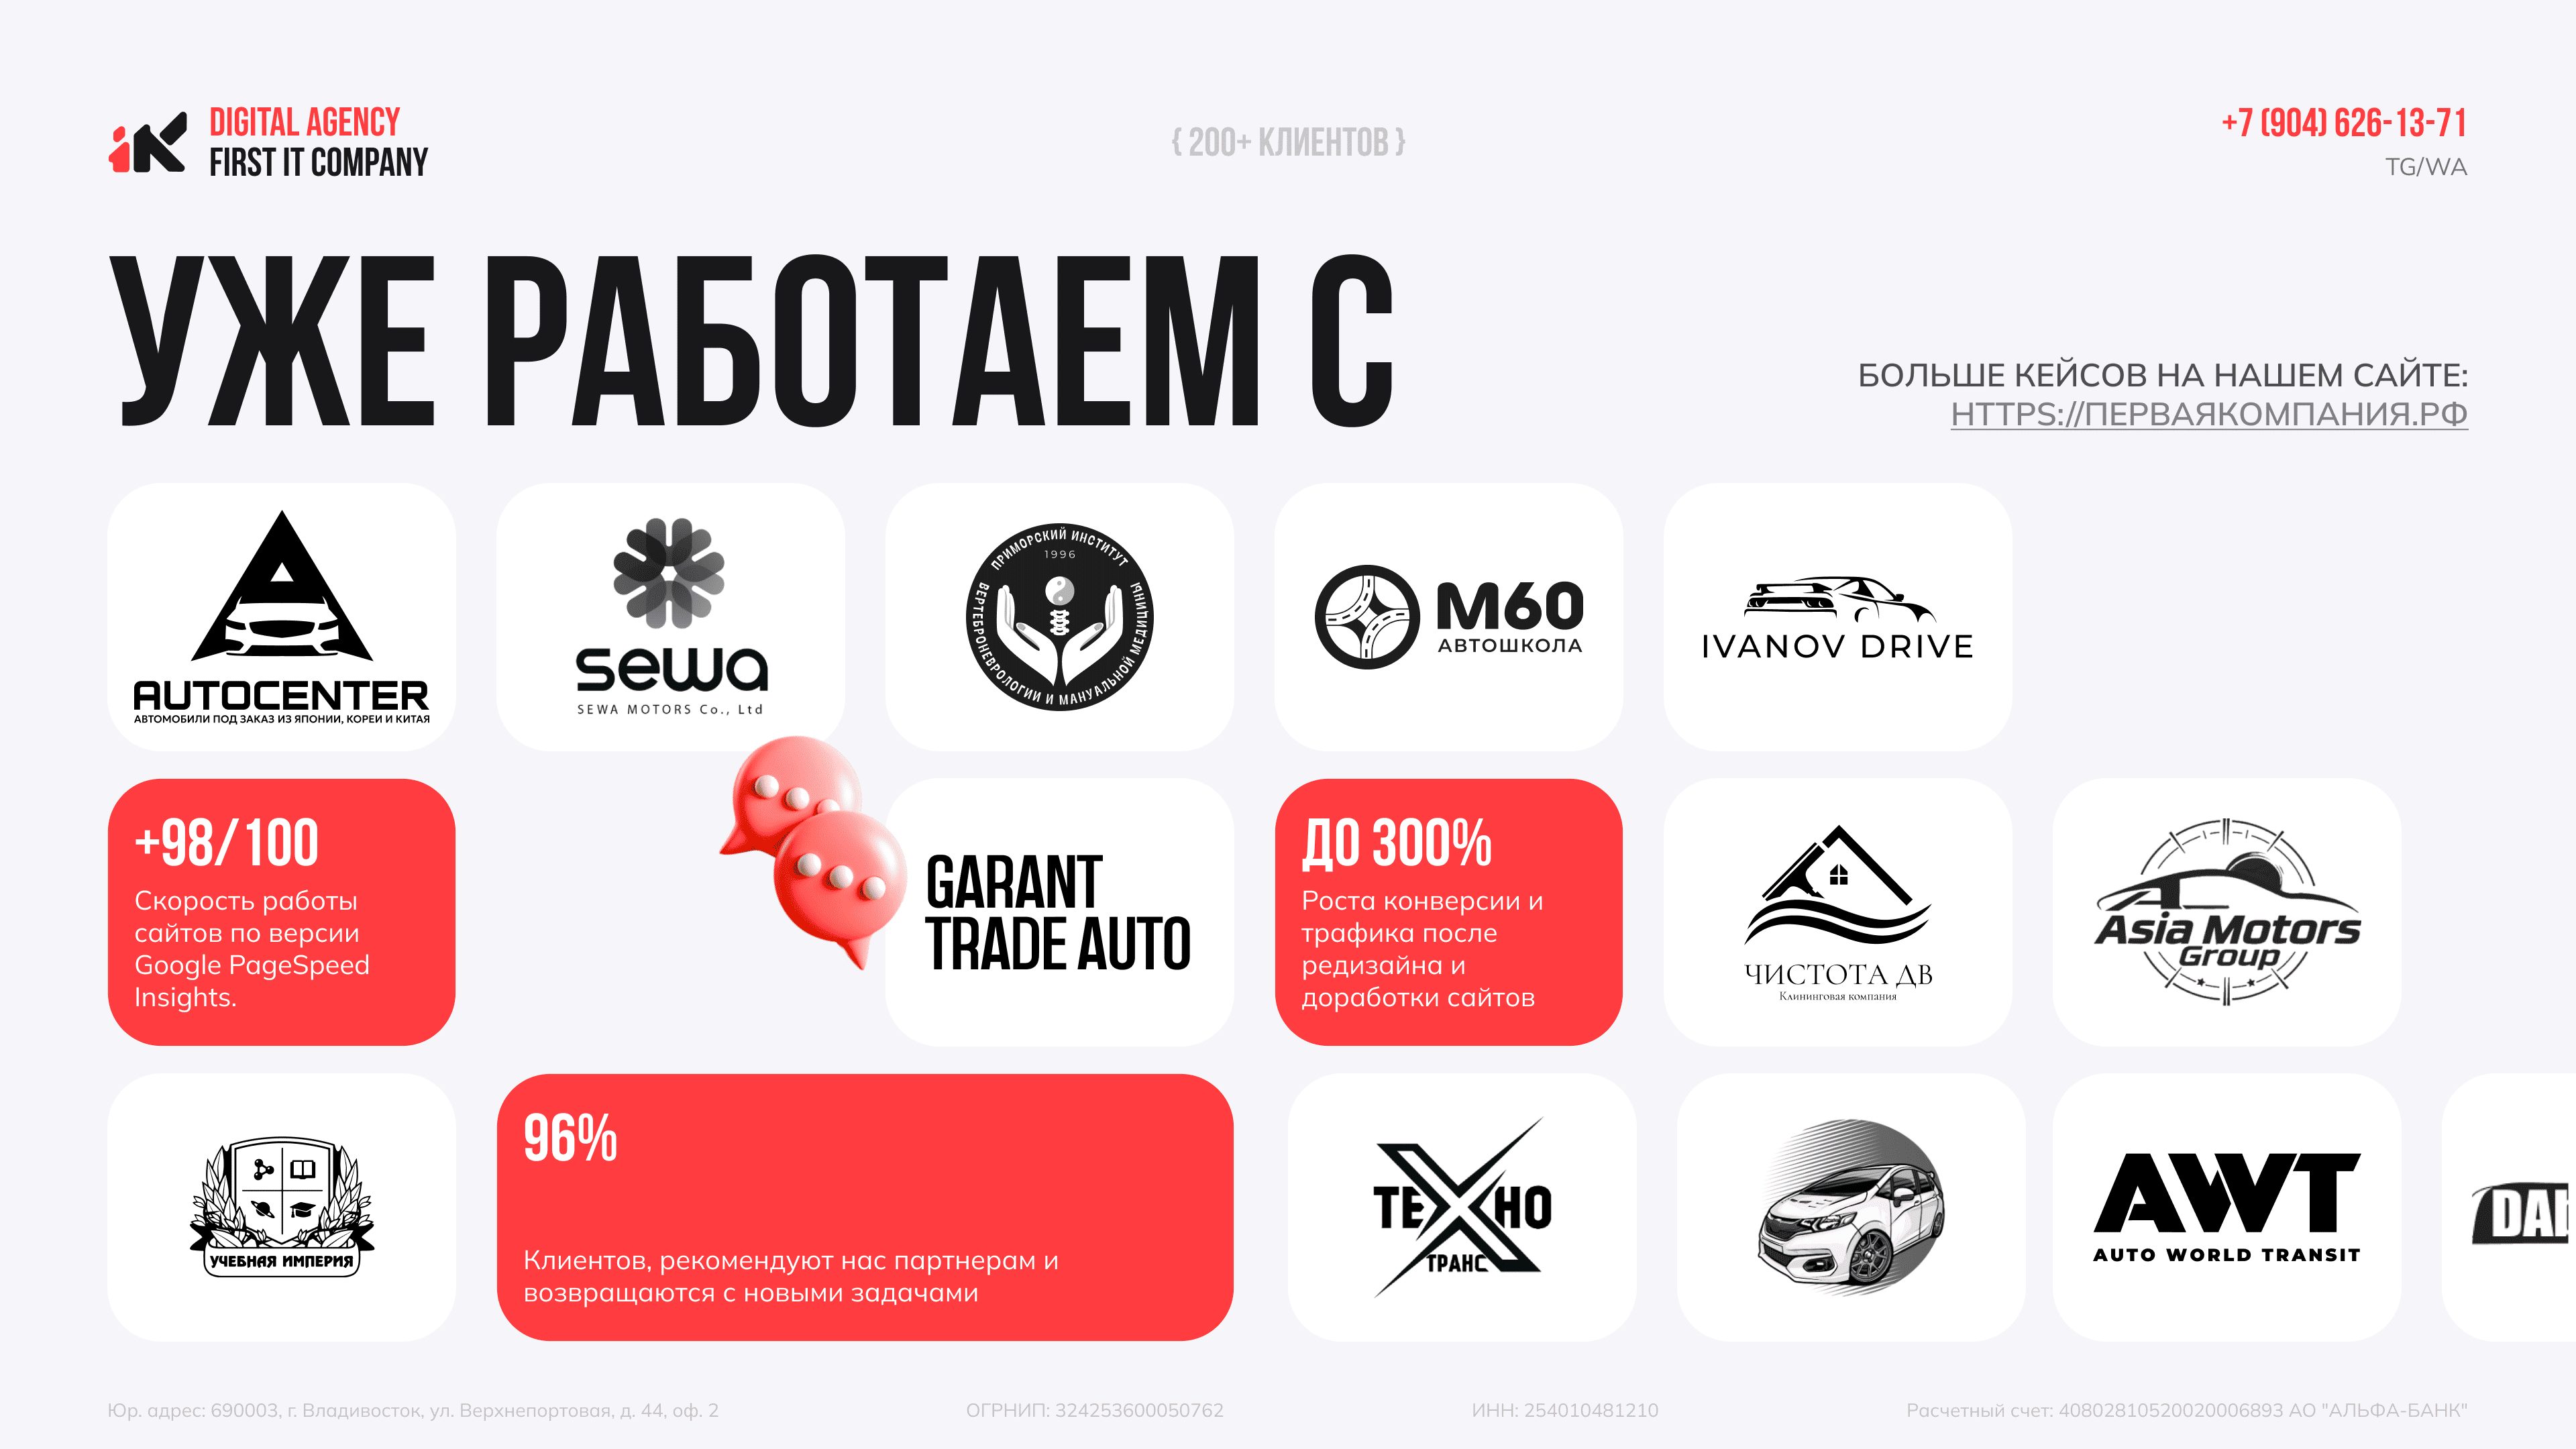 DIGITAL AGENCY
FIRST IT COMPANY
{ 200+ КЛИЕНТОВ }
+7 (904) 626-13-71
TG/WA
УЖЕ РАБОТАЕМ С
БОЛЬШЕ КЕЙСОВ НА НАШЕМ САЙТЕ:
HTTPS://ПЕРВАЯКОМПАНИЯ.РФ
AUTOCENTER
АВТОМОБИЛИ ПОД ЗАКАЗ ИЗ ЯПОНИИ, КОРЕИ И КИТАЯ
sewa
SEWA MOTORS Co., Ltd
ПРИМОРСКИЙ ИНСТИТУТ
1996
ВЕРТЕБРОНЕВРОЛОГИИ И МАНУАЛЬНОЙ МЕДИЦИНЫ
М60
АВТОШКОЛА
IVANOV DRIVE
+98/100
Скорость работы
сайтов по версии
Google PageSpeed
Insights.
GARANT
TRADE AUTO
ДО 300%
Роста конверсии и
трафика после
редизайна и
доработки сайтов
ЧИСТОТА ДВ
Клининговая компания
Asia Motors
Group
УЧЕБНАЯ ИМПЕРИЯ
96%
Клиентов, рекомендуют нас партнерам и
возвращаются с новыми задачами
ТЕХНО
ТРАНС
AWT
AUTO WORLD TRANSIT
Юр. адрес: 690003, г. Владивосток, ул. Верхнепортовая, д. 44, оф. 2
ОГРНИП: 324253600050762
ИНН: 254010481210
Расчетный счет: 40802810520020006893 АО "АЛЬФА-БАНК"